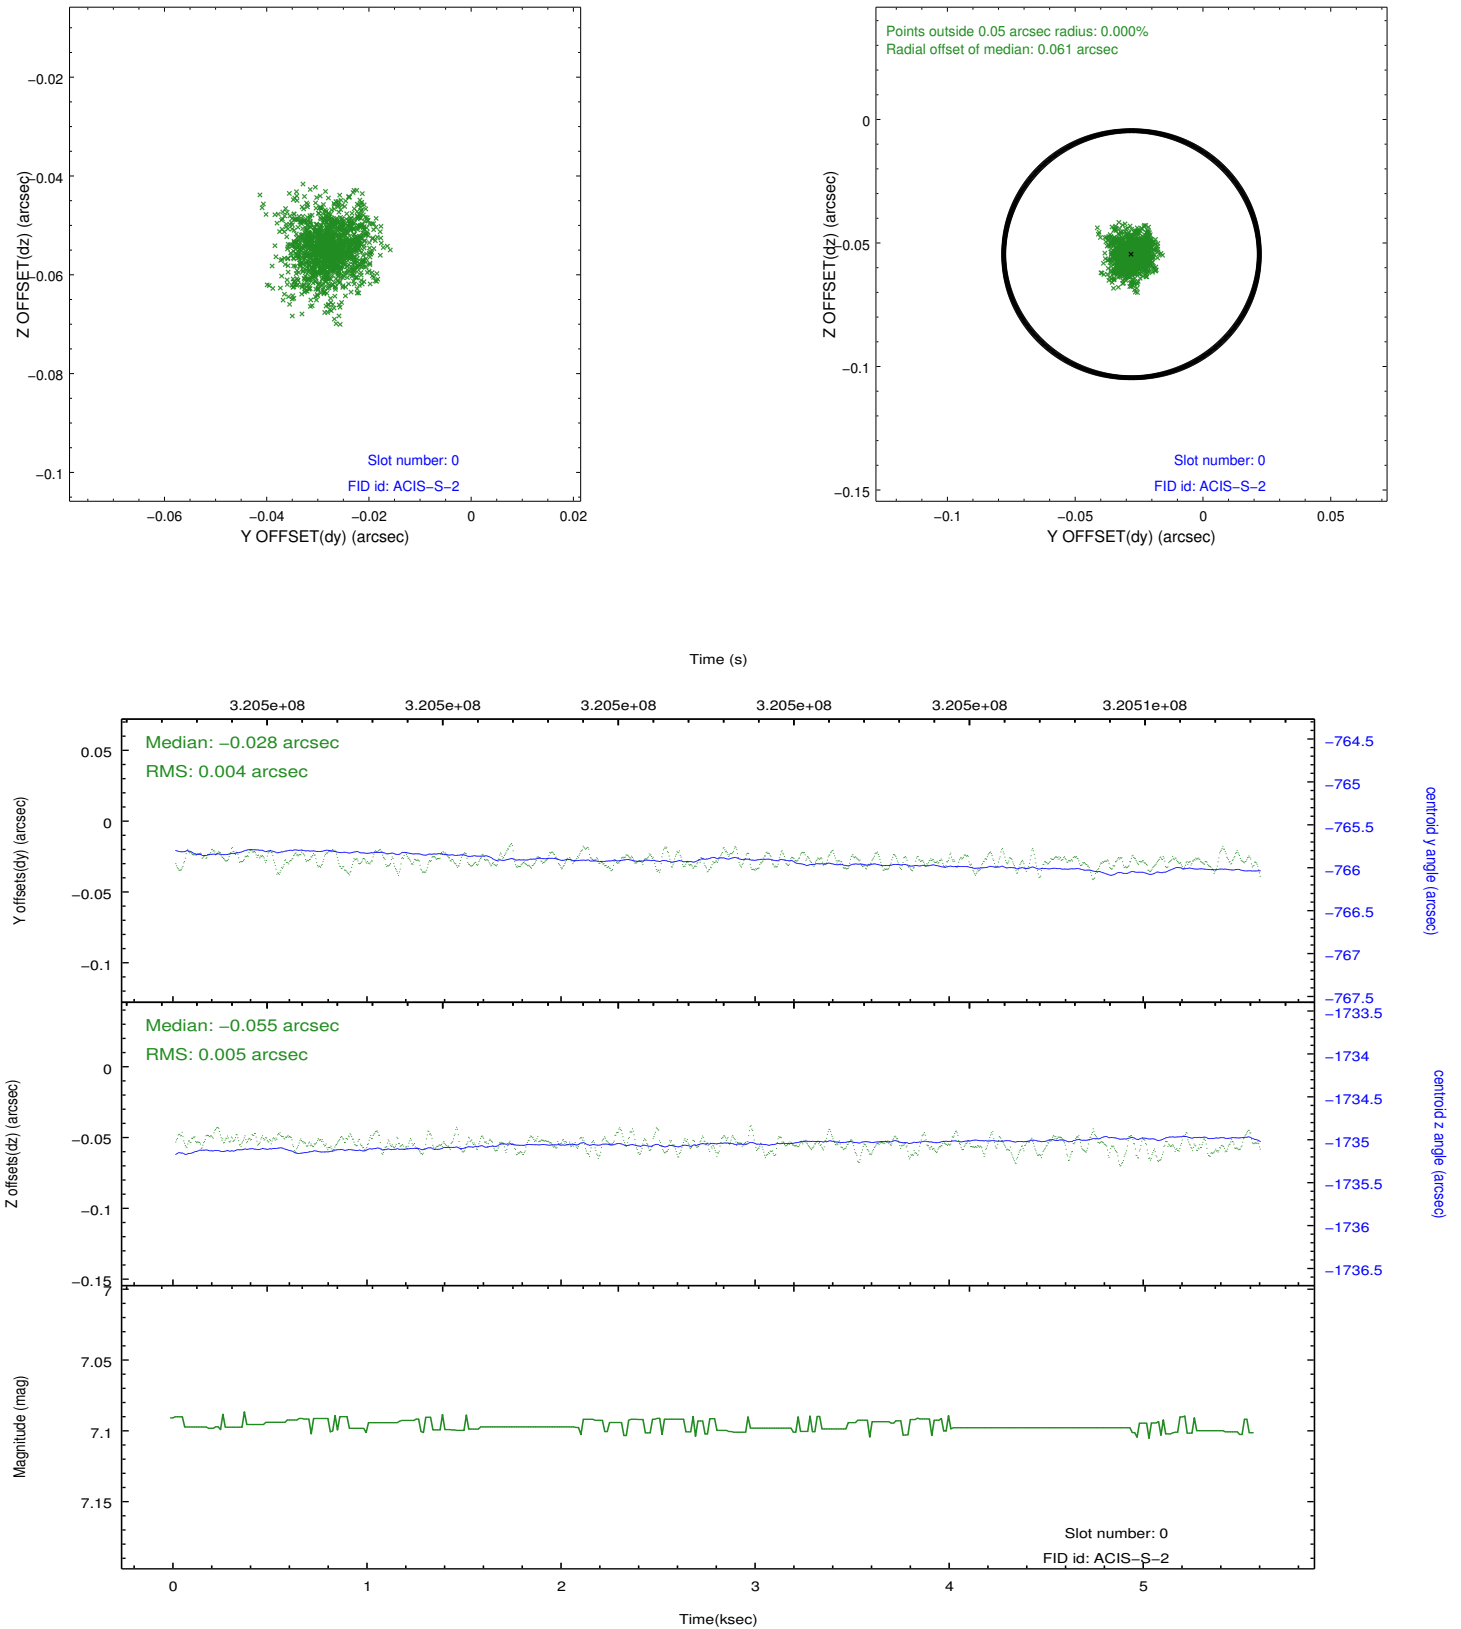 −0.02
−0.04
−0.06
−0.08
−0.1
Z OFFSET(dz) (arcsec)
Slot number: 0
FID id: ACIS−S−2
−0.06
−0.04
−0.02
0
0.02
Y OFFSET(dy) (arcsec)
Points outside 0.05 arcsec radius: 0.000%
Radial offset of median: 0.061 arcsec
0
−0.05
−0.1
−0.15
Z OFFSET(dz) (arcsec)
Slot number: 0
FID id: ACIS−S−2
−0.1
−0.05
0
0.05
Y OFFSET(dy) (arcsec)
Time (s)
3.205e+08
3.205e+08
3.205e+08
3.205e+08
3.205e+08
3.2051e+08
Median: −0.028 arcsec
RMS: 0.004 arcsec
0.05
0
−0.05
−0.1
Y offsets(dy) (arcsec)
−764.5
−765
−765.5
−766
−766.5
−767
−767.5
centroid y angle (arcsec)
Median: −0.055 arcsec
RMS: 0.005 arcsec
0
−0.05
−0.1
−0.15
Z offsets(dz) (arcsec)
−1733.5
−1734
−1734.5
−1735
−1735.5
−1736
−1736.5
centroid z angle (arcsec)
7
7.05
7.1
7.15
Magnitude (mag)
Slot number: 0
FID id: ACIS−S−2
0
1
2
3
4
5
Time(ksec)